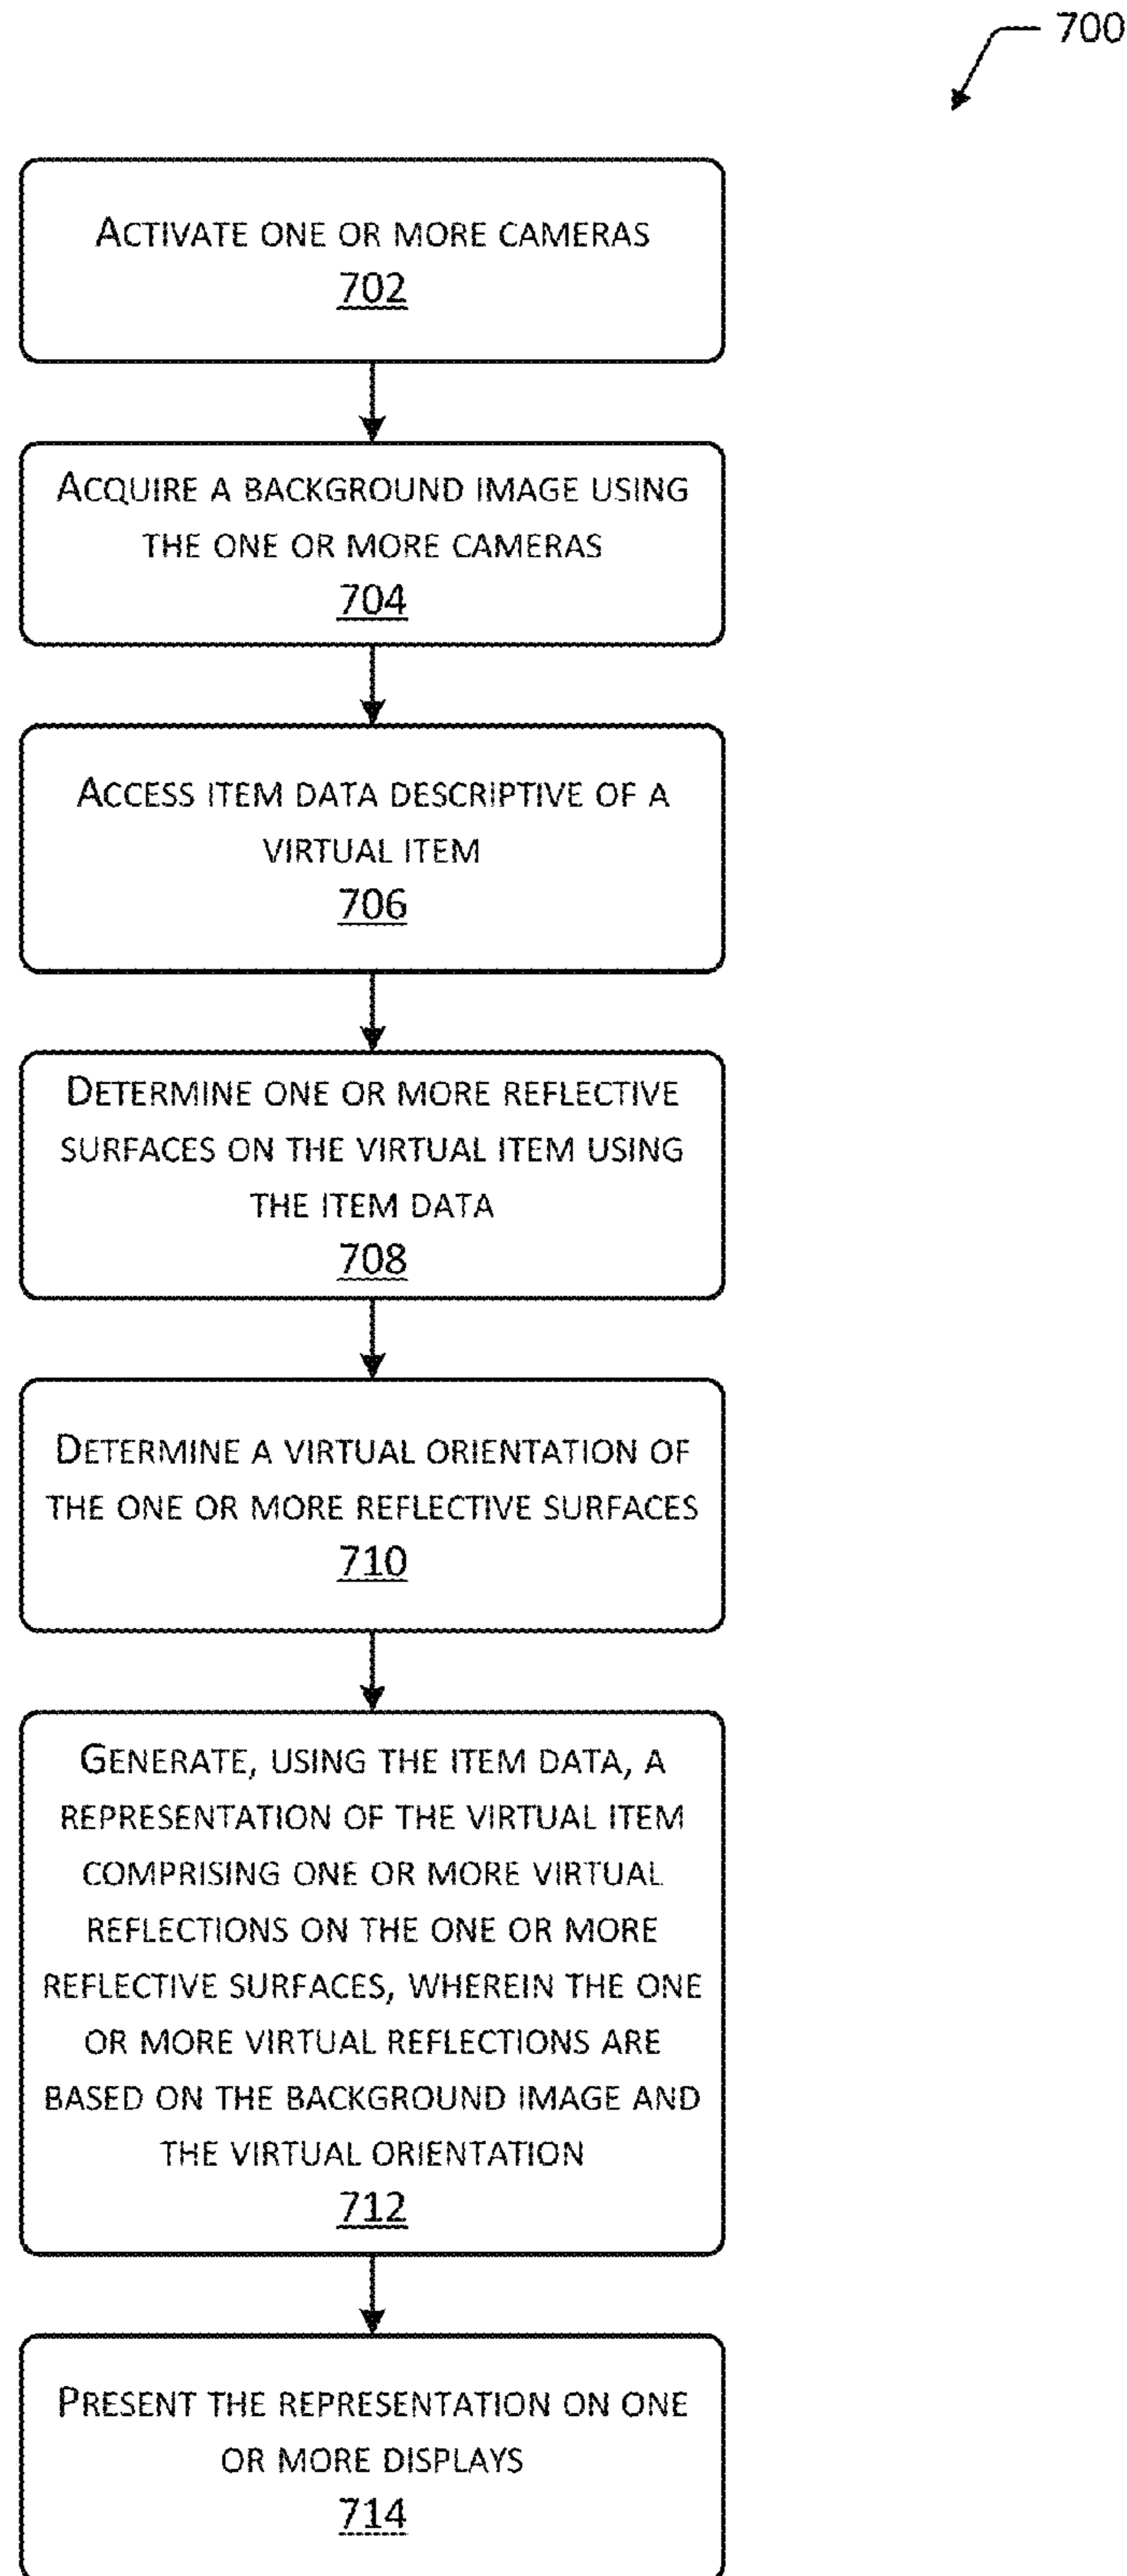 700
ACTIVATE ONE OR MORE CAMERAS
702
ACQUIRE A BACKGROUND IMAGE USING
THE ONE OR MORE CAMERAS
704
ACCESS ITEM DATA DESCRIPTIVE OF A
VIRTUAL ITEM
706
DETERMINE ONE OR MORE REFLECTIVE
SURFACES ON THE VIRTUAL ITEM USING
THE ITEM DATA
708
DETERMINE A VIRTUAL ORIENTATION OF
THE ONE OR MORE REFLECTIVE SURFACES
710
GENERATE, USING THE ITEM DATA, A
REPRESENTATION OF THE VIRTUAL ITEM
COMPRISING ONE OR MORE VIRTUAL
REFLECTIONS ON THE ONE OR MORE
REFLECTIVE SURFACES, WHEREIN THE ONE
OR MORE VIRTUAL REFLECTIONS ARE
BASED ON THE BACKGROUND IMAGE AND
THE VIRTUAL ORIENTATION
712
PRESENT THE REPRESENTATION ON ONE
OR MORE DISPLAYS
714